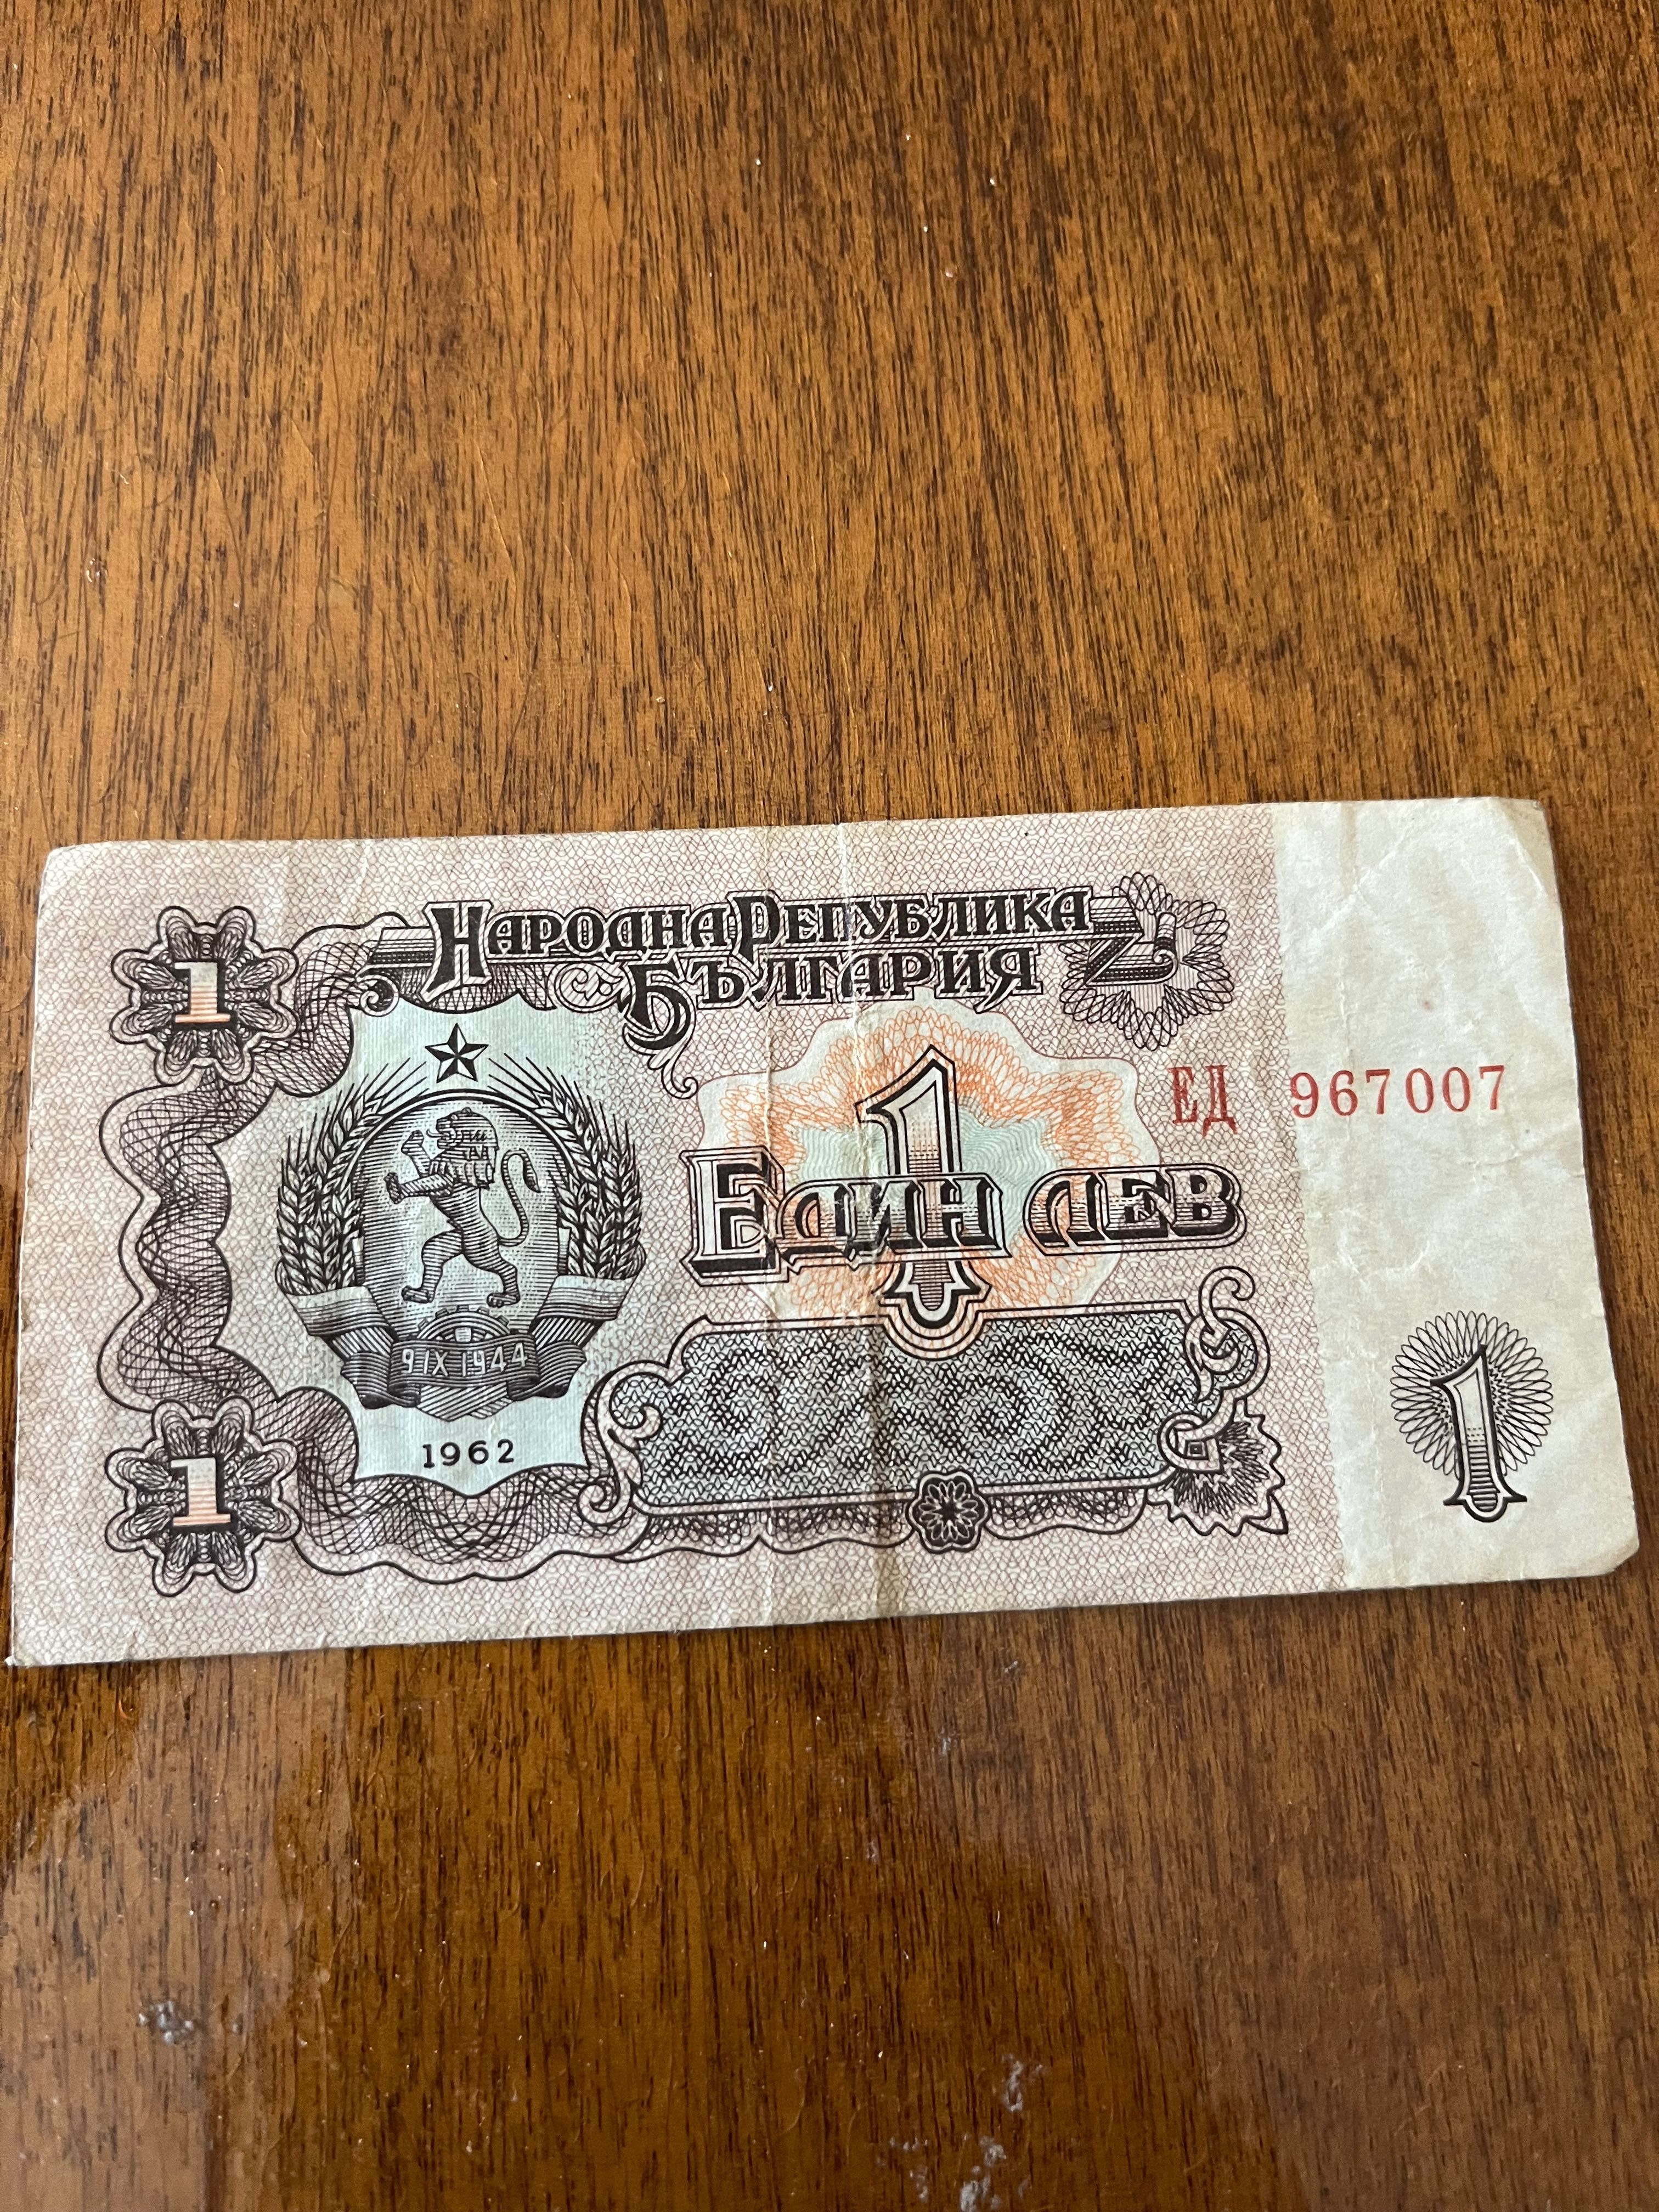 Народна Република
България
1
ЕД 967007
1
Един лев
9·IX·1944
1962
1
1